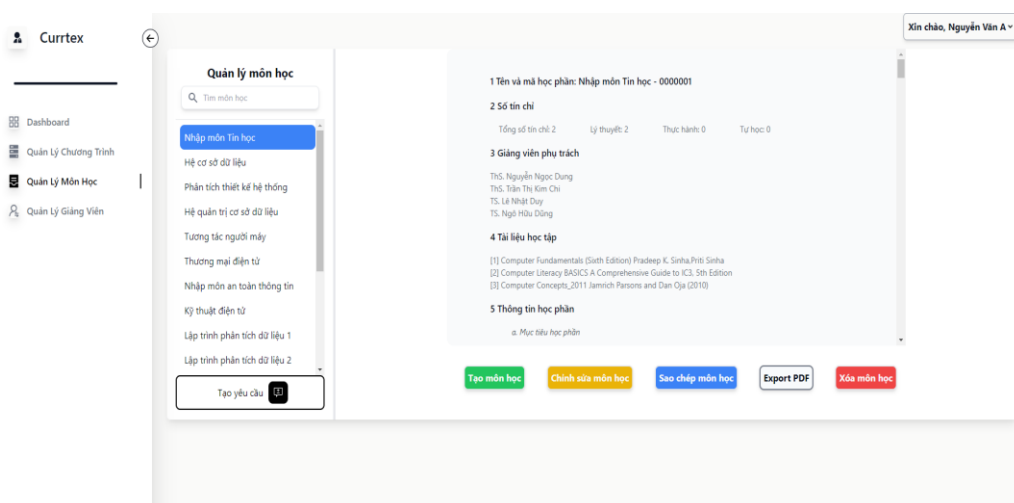 Currtex
Xin chào, Nguyễn Văn A
Dashboard
Quản Lý Chương Trình
Quản Lý Môn Học
Quản Lý Giảng Viên
Quản lý môn học
Tìm môn học
Nhập môn Tin học
Hệ cơ sở dữ liệu
Phân tích thiết kế hệ thống
Hệ quản trị cơ sở dữ liệu
Tương tác người máy
Thương mại điện tử
Nhập môn an toàn thông tin
Kỹ thuật điện tử
Lập trình phân tích dữ liệu 1
Lập trình phân tích dữ liệu 2
Tạo yêu cầu
1 Tên và mã học phần: Nhập môn Tin học - 0000001
2 Số tín chỉ
Tổng số tín chỉ: 2 Lý thuyết: 2 Thực hành: 0 Tự học: 0
3 Giảng viên phụ trách
ThS. Nguyễn Ngọc Dung
ThS. Trần Thị Kim Chi
TS. Lê Nhật Duy
TS. Ngô Hữu Dũng
4 Tài liệu học tập
[1] Computer Fundamentals (Sixth Edition) Pradeep K. Sinha,Priti Sinha
[2] Computer Literacy BASICS A Comprehensive Guide to IC3, 5th Edition
[3] Computer Concepts_2011 Jamrich Parsons and Dan Oja (2010)
5 Thông tin học phần
a. Mục tiêu học phần
Tạo môn học
Chỉnh sửa môn học
Sao chép môn học
Export PDF
Xóa môn học